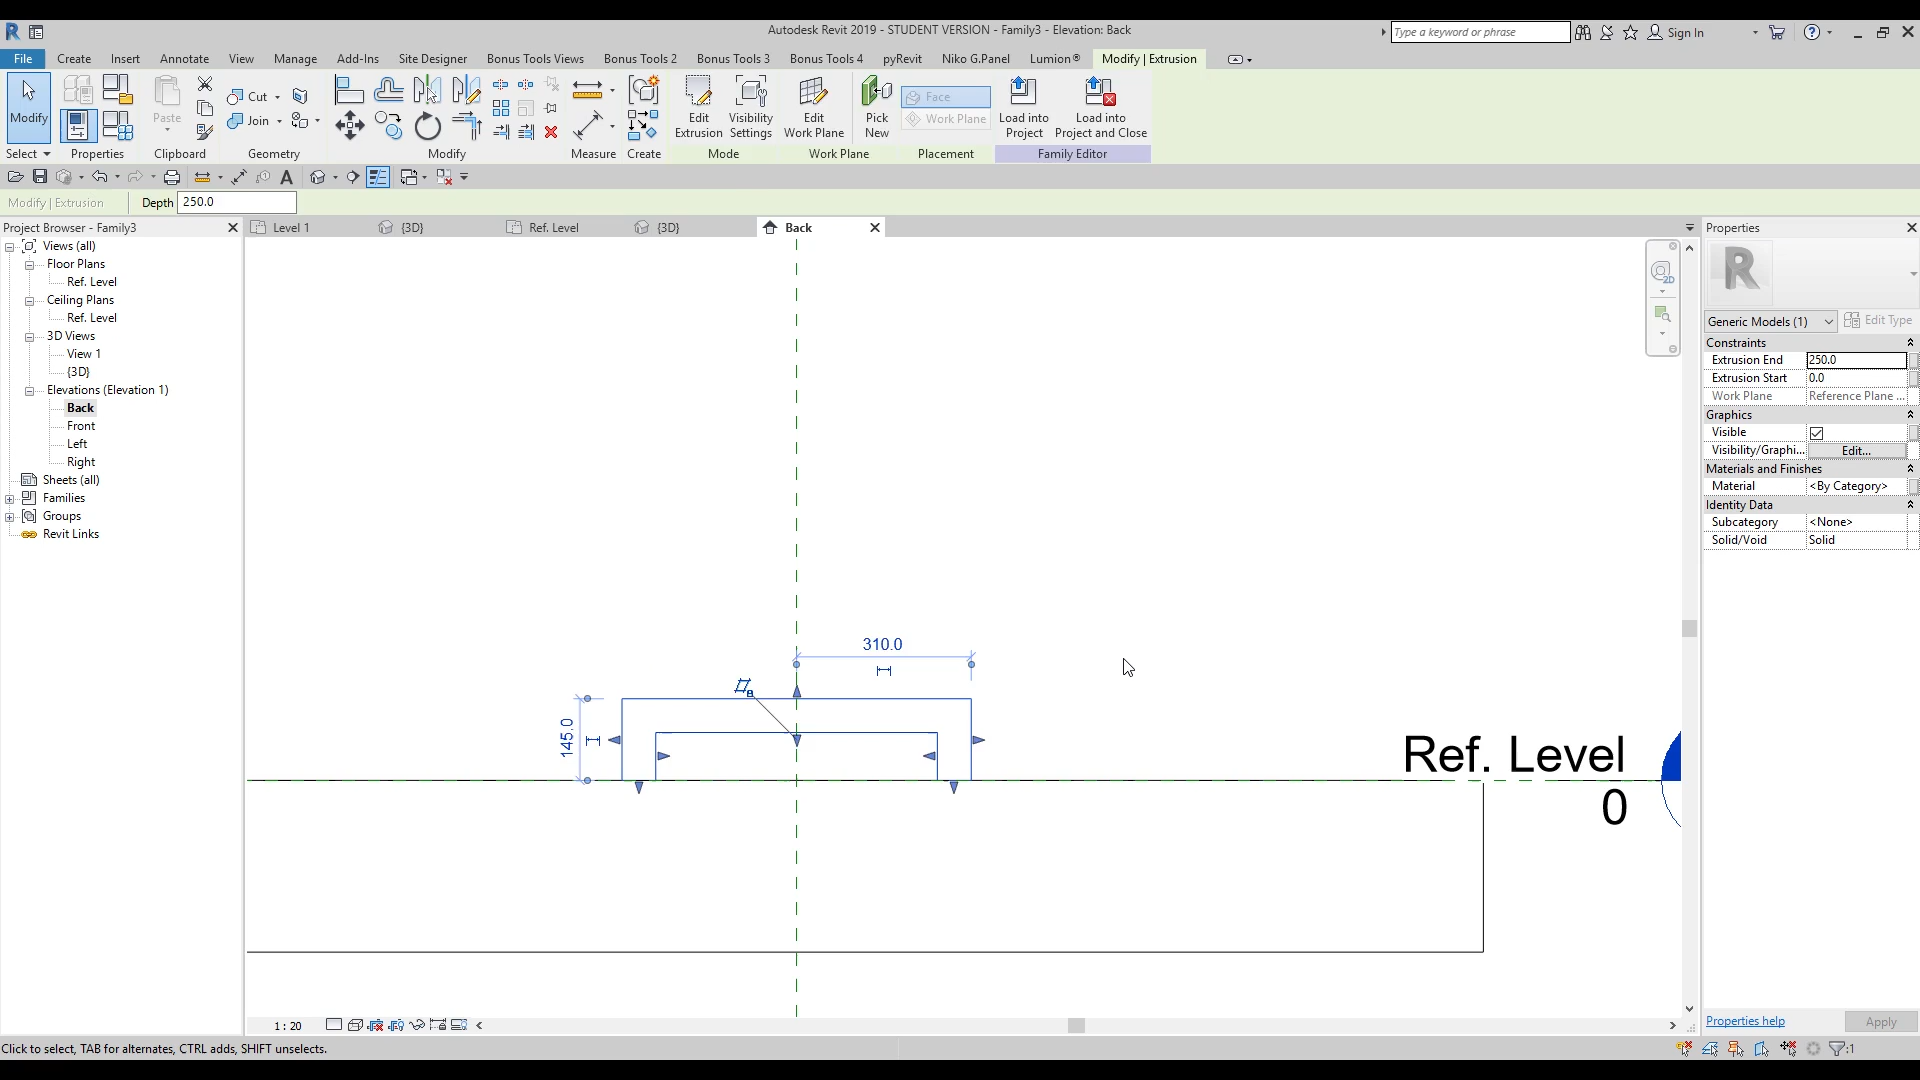 Autodesk Revit 2019 - STUDENT VERSION - Family3 - Elevation: Back
Type a keyword or phrase
Sign In
File
Create
Insert
Annotate
View
Manage
Add-Ins
Site Designer
Bonus Tools Views
Bonus Tools 2
Bonus Tools 3
Bonus Tools 4
pyRevit
Niko G.Panel
Lumion®
Modify | Extrusion
Modify
Paste
Cut
Join
Edit
Extrusion
Visibility
Settings
Edit
Work Plane
Pick
New
Face
Work Plane
Load into
Project
Load into
Project and Close
Select
Properties
Clipboard
Geometry
Modify
Measure
Create
Mode
Work Plane
Placement
Family Editor
Modify | Extrusion
Depth
250.0
Project Browser - Family3
Views (all)
Floor Plans
Ref. Level
Ceiling Plans
Ref. Level
3D Views
View 1
{3D}
Elevations (Elevation 1)
Back
Front
Left
Right
Sheets (all)
Families
Groups
Revit Links
Level 1
{3D}
Ref. Level
{3D}
Back
2D
310.0
145.0
Ref. Level
0
Properties
Generic Models (1)
Edit Type
Constraints
Extrusion End
250.0
Extrusion Start
0.0
Work Plane
Reference Plane ...
Graphics
Visible
Visibility/Graphi...
Edit...
Materials and Finishes
Material
<By Category>
Identity Data
Subcategory
<None>
Solid/Void
Solid
Properties help
Apply
1 : 20
Click to select, TAB for alternates, CTRL adds, SHIFT unselects.
:1